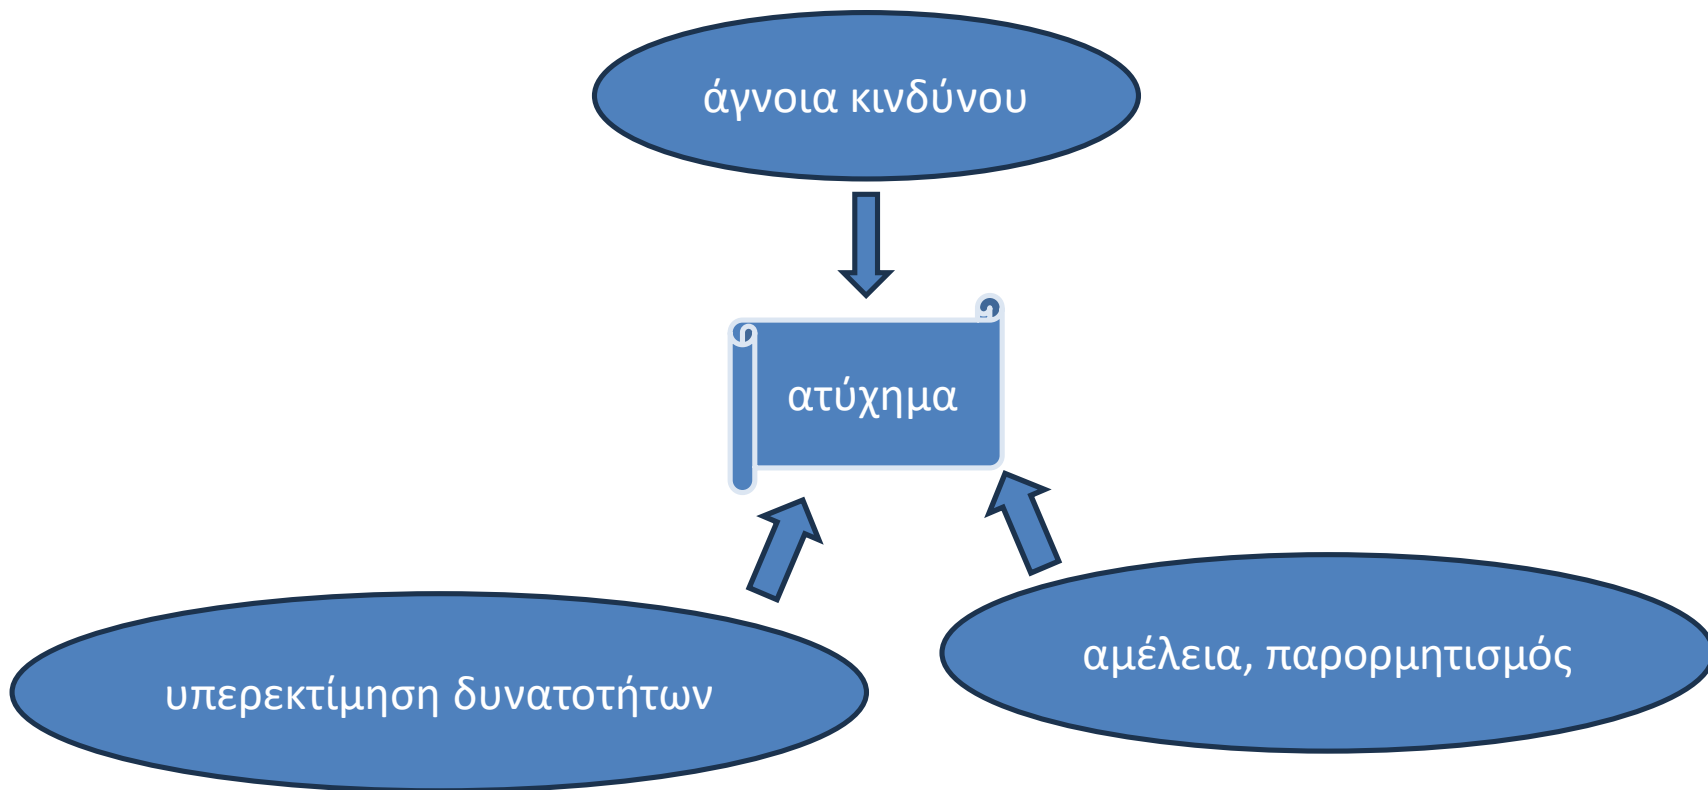 άγνοια κινδύνου
ατύχημα
υπερεκτίμηση δυνατοτήτων
αμέλεια, παρορμητισμός